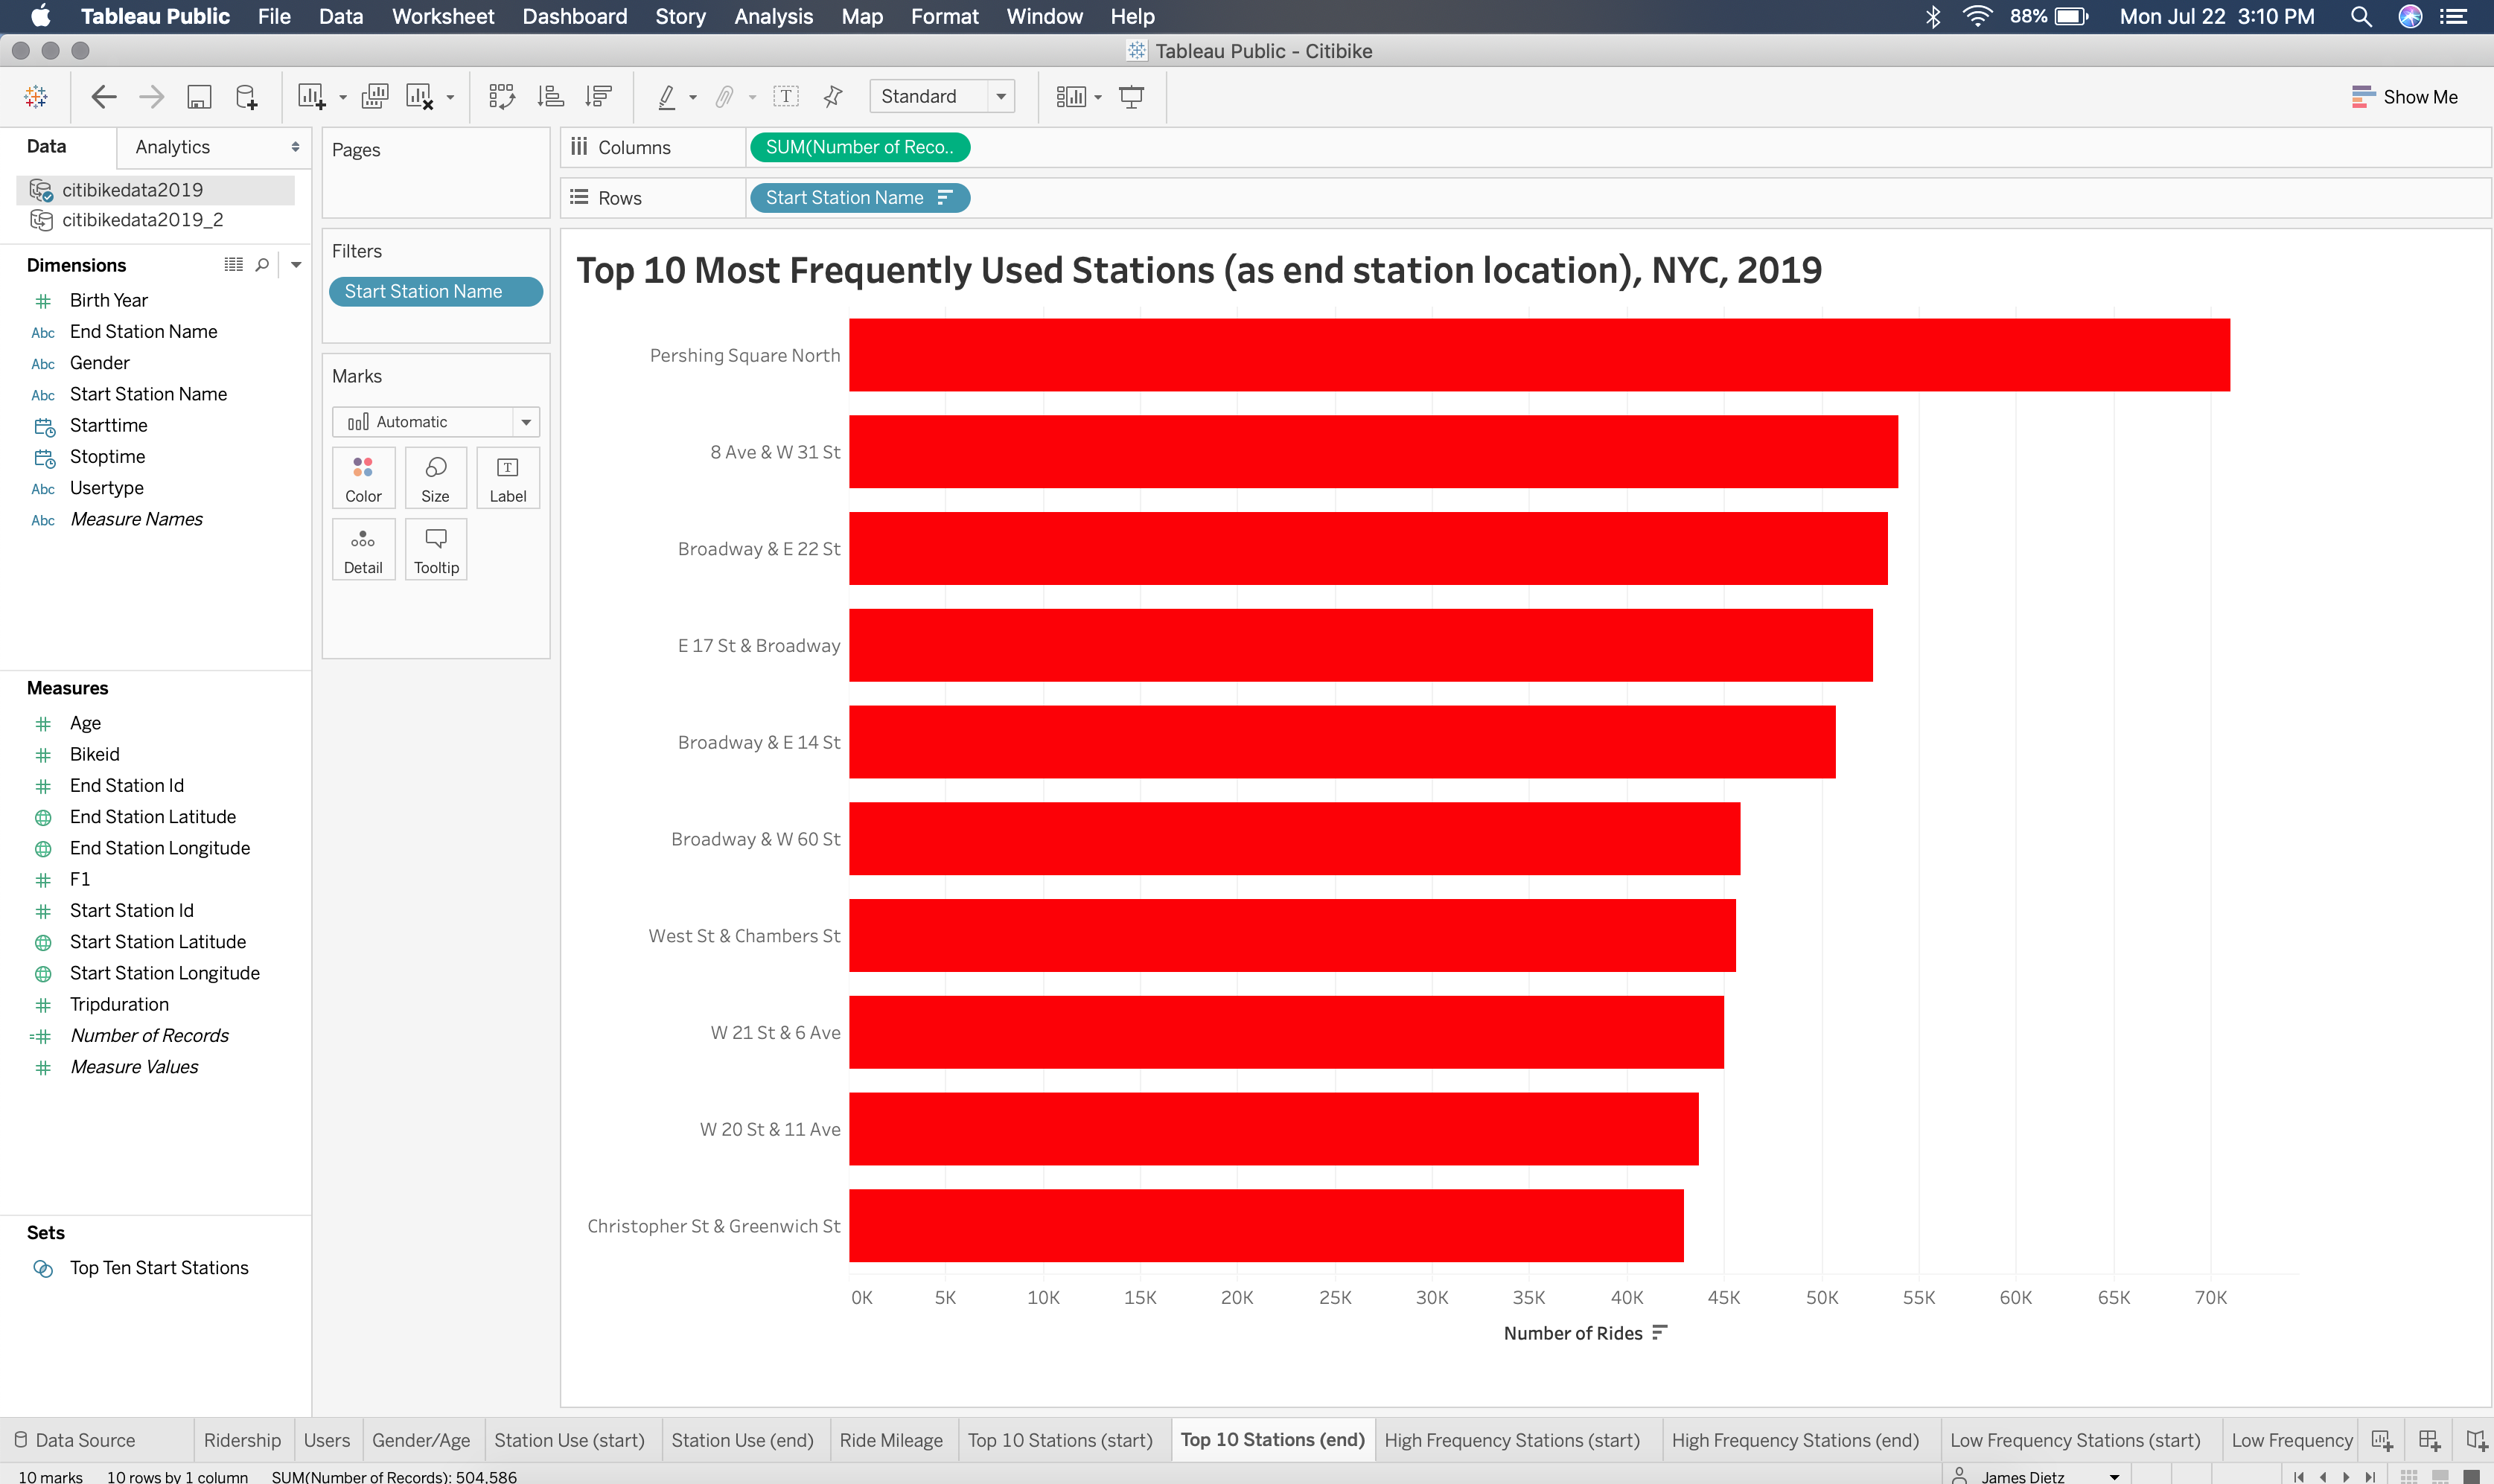 Tableau Public File Data Worksheet Dashboard Story Analysis Map Format Window Help 88% Mon Jul 22 3:10 PM
Tableau Public - Citibike
Standard Show Me
Data Analytics
citibikedata2019
citibikedata2019_2
Dimensions
Birth Year
Abc End Station Name
Abc Gender
Abc Start Station Name
Starttime
Stoptime
Abc Usertype
Abc Measure Names
Measures
Age
Bikeid
End Station Id
End Station Latitude
End Station Longitude
F1
Start Station Id
Start Station Latitude
Start Station Longitude
Tripduration
Number of Records
Measure Values
Sets
Top Ten Start Stations
Pages
Filters
Start Station Name
Marks
Automatic
Color Size Label
Detail Tooltip
Columns SUM(Number of Reco..
Rows Start Station Name
Top 10 Most Frequently Used Stations (as end station location), NYC, 2019
Pershing Square North
8 Ave & W 31 St
Broadway & E 22 St
E 17 St & Broadway
Broadway & E 14 St
Broadway & W 60 St
West St & Chambers St
W 21 St & 6 Ave
W 20 St & 11 Ave
Christopher St & Greenwich St
0K 5K 10K 15K 20K 25K 30K 35K 40K 45K 50K 55K 60K 65K 70K
Number of Rides
Data Source Ridership Users Gender/Age Station Use (start) Station Use (end) Ride Mileage Top 10 Stations (start) Top 10 Stations (end) High Frequency Stations (start) High Frequency Stations (end) Low Frequency Stations (start) Low Frequency
10 marks 10 rows by 1 column SUM(Number of Records): 504,586 James Dietz